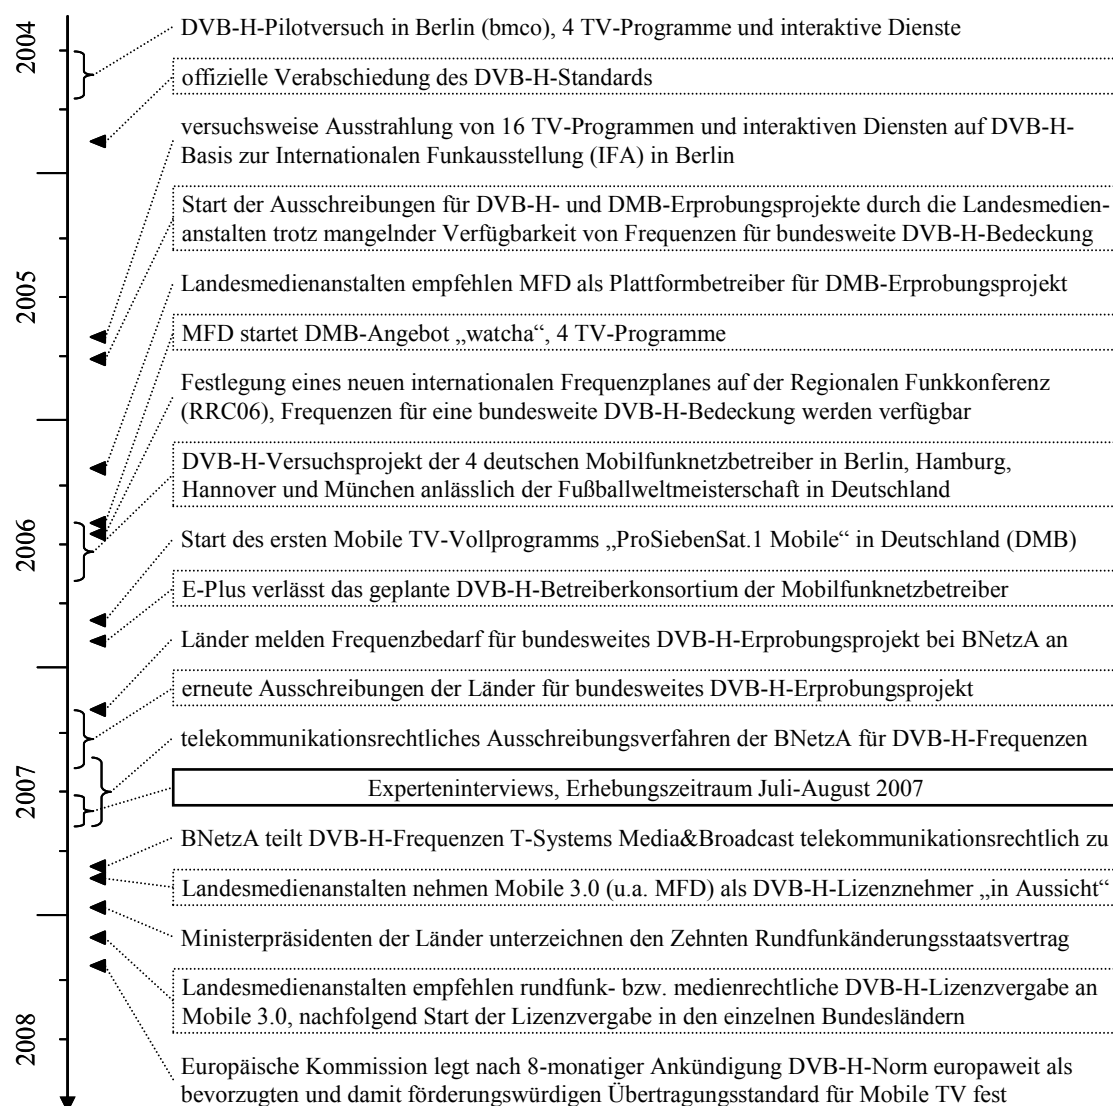 2004
DVB-H-Pilotversuch in Berlin (bmco), 4 TV-Programme und interaktive Dienste
offizielle Verabschiedung des DVB-H-Standards
versuchsweise Ausstrahlung von 16 TV-Programmen und interaktiven Diensten auf DVB-H-
Basis zur Internationalen Funkausstellung (IFA) in Berlin
Start der Ausschreibungen für DVB-H- und DMB-Erprobungsprojekte durch die Landesmedien-
anstalten trotz mangelnder Verfügbarkeit von Frequenzen für bundesweite DVB-H-Bedeckung
2005
Landesmedienanstalten empfehlen MFD als Plattformbetreiber für DMB-Erprobungsprojekt
MFD startet DMB-Angebot „watcha“, 4 TV-Programme
Festlegung eines neuen internationalen Frequenzplanes auf der Regionalen Funkkonferenz
(RRC06), Frequenzen für eine bundesweite DVB-H-Bedeckung werden verfügbar
DVB-H-Versuchsprojekt der 4 deutschen Mobilfunknetzbetreiber in Berlin, Hamburg,
Hannover und München anlässlich der Fußballweltmeisterschaft in Deutschland
2006
Start des ersten Mobile TV-Vollprogramms „ProSiebenSat.1 Mobile“ in Deutschland (DMB)
E-Plus verlässt das geplante DVB-H-Betreiberkonsortium der Mobilfunknetzbetreiber
Länder melden Frequenzbedarf für bundesweites DVB-H-Erprobungsprojekt bei BNetzA an
erneute Ausschreibungen der Länder für bundesweites DVB-H-Erprobungsprojekt
telekommunikationsrechtliches Ausschreibungsverfahren der BNetzA für DVB-H-Frequenzen
2007
Experteninterviews, Erhebungszeitraum Juli-August 2007
BNetzA teilt DVB-H-Frequenzen T-Systems Media&Broadcast telekommunikationsrechtlich zu
Landesmedienanstalten nehmen Mobile 3.0 (u.a. MFD) als DVB-H-Lizenznehmer „in Aussicht“
Ministerpräsidenten der Länder unterzeichnen den Zehnten Rundfunkänderungsstaatsvertrag
Landesmedienanstalten empfehlen rundfunk- bzw. medienrechtliche DVB-H-Lizenzvergabe an
Mobile 3.0, nachfolgend Start der Lizenzvergabe in den einzelnen Bundesländern
2008
Europäische Kommission legt nach 8-monatiger Ankündigung DVB-H-Norm europaweit als
bevorzugten und damit förderungswürdigen Übertragungsstandard für Mobile TV fest